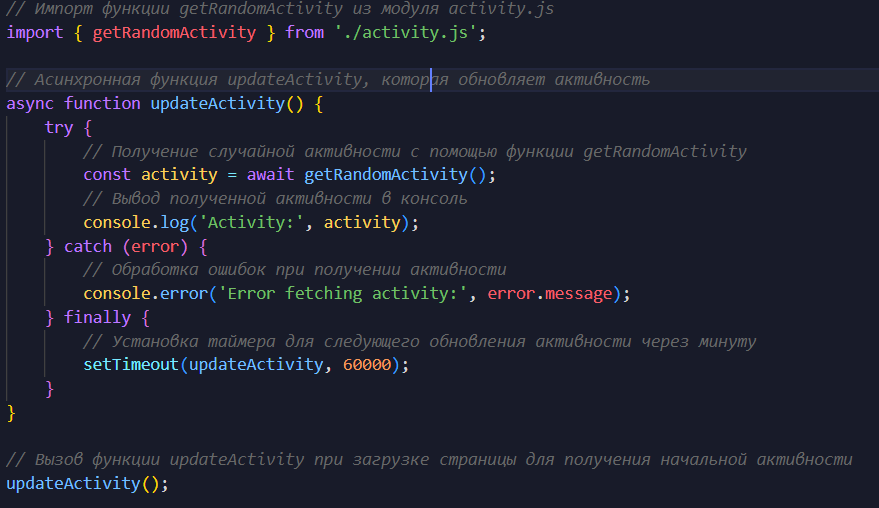 // Импорт функции getRandomActivity из модуля activity.js
import { getRandomActivity } from './activity.js';
// Асинхронная функция updateActivity, которая обновляет активность
async function updateActivity() {
try {
// Получение случайной активности с помощью функции getRandomActivity
const activity = await getRandomActivity();
// Вывод полученной активности в консоль
console.log('Activity:', activity);
} catch (error) {
// Обработка ошибок при получении активности
console.error('Error fetching activity:', error.message);
} finally {
// Установка таймера для следующего обновления активности через минуту
setTimeout(updateActivity, 60000);
}
}
// Вызов функции updateActivity при загрузке страницы для получения начальной активности
updateActivity();